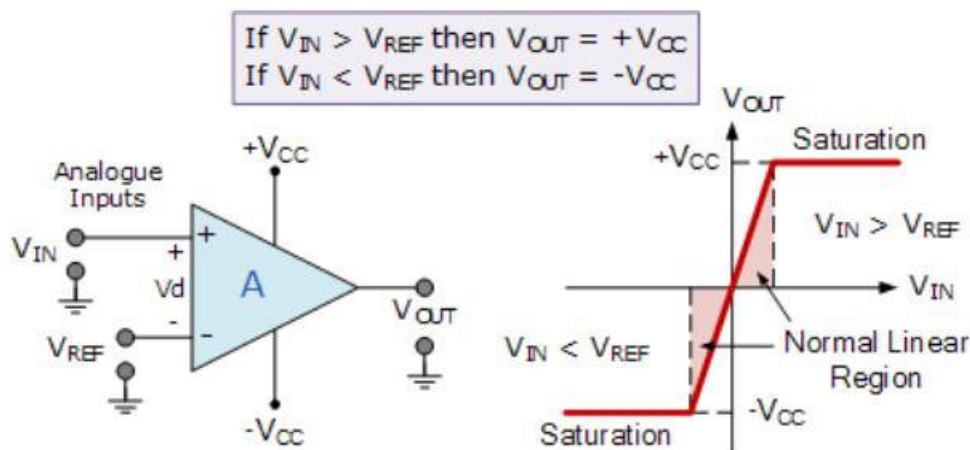 If VIN > VREF then VOUT = +VCC
If VIN < VREF then VOUT = -VCC
Analogue
Inputs
+VCC
VIN
+
+
Vd
A
-
-
VREF
VOUT
-VCC
VOUT
Saturation
+VCC
VIN > VREF
VIN
VIN < VREF
Normal Linear
Region
-VCC
Saturation